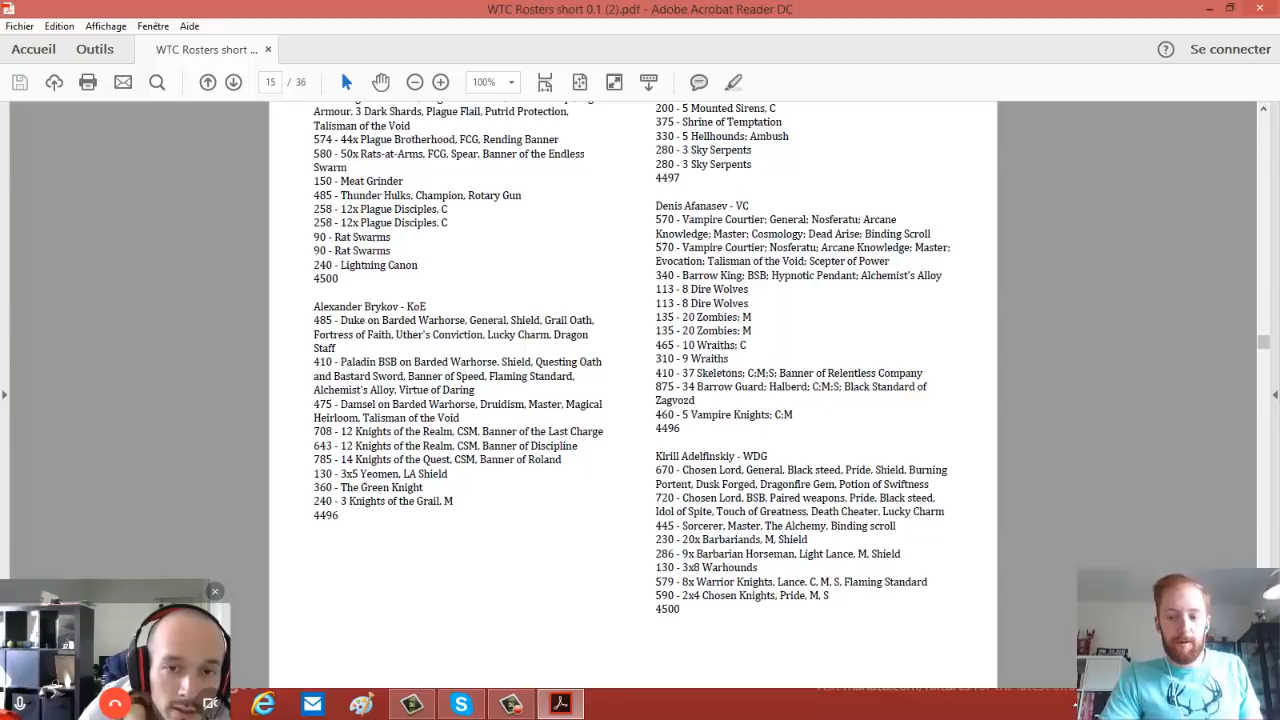 WTC Rosters short 0.1 (2).pdf - Adobe Acrobat Reader DC
Fichier Edition Affichage Fenêtre Aide
Accueil Outils WTC Rosters short ... × Se connecter
15 / 36 100%
Armour, 3 Dark Shards, Plague Flail, Putrid Protection,
Talisman of the Void
574 - 44x Plague Brotherhood, FCG, Rending Banner
580 - 50x Rats-at-Arms, FCG, Spear, Banner of the Endless
Swarm
150 - Meat Grinder
485 - Thunder Hulks, Champion, Rotary Gun
258 - 12x Plague Disciples, C
258 - 12x Plague Disciples, C
90 - Rat Swarms
90 - Rat Swarms
240 - Lightning Canon
4500
Alexander Brykov - KoE
485 - Duke on Barded Warhorse, General, Shield, Grail Oath,
Fortress of Faith, Uther's Conviction, Lucky Charm, Dragon
Staff
410 - Paladin BSB on Barded Warhorse, Shield, Questing Oath
and Bastard Sword, Banner of Speed, Flaming Standard,
Alchemist's Alloy, Virtue of Daring
475 - Damsel on Barded Warhorse, Druidism, Master, Magical
Heirloom, Talisman of the Void
708 - 12 Knights of the Realm, CSM, Banner of the Last Charge
643 - 12 Knights of the Realm, CSM, Banner of Discipline
785 - 14 Knights of the Quest, CSM, Banner of Roland
130 - 3x5 Yeomen, LA Shield
360 - The Green Knight
240 - 3 Knights of the Grail, M
4496
200 - 5 Mounted Sirens, C
375 - Shrine of Temptation
330 - 5 Hellhounds; Ambush
280 - 3 Sky Serpents
280 - 3 Sky Serpents
4497
Denis Afanasev - VC
570 - Vampire Courtier; General; Nosferatu; Arcane
Knowledge; Master; Cosmology; Dead Arise; Binding Scroll
570 - Vampire Courtier; Nosferatu; Arcane Knowledge; Master;
Evocation; Talisman of the Void; Scepter of Power
340 - Barrow King; BSB; Hypnotic Pendant; Alchemist's Alloy
113 - 8 Dire Wolves
113 - 8 Dire Wolves
135 - 20 Zombies; M
135 - 20 Zombies; M
465 - 10 Wraiths; C
310 - 9 Wraiths
410 - 37 Skeletons; C;M;S; Banner of Relentless Company
875 - 34 Barrow Guard; Halberd; C;M;S; Black Standard of
Zagvozd
460 - 5 Vampire Knights; C;M
4496
Kirill Adelfinskiy - WDG
670 - Chosen Lord, General, Black steed, Pride, Shield, Burning
Portent, Dusk Forged, Dragonfire Gem, Potion of Swiftness
720 - Chosen Lord, BSB, Paired weapons, Pride, Black steed,
Idol of Spite, Touch of Greatness, Death Cheater, Lucky Charm
445 - Sorcerer, Master, The Alchemy, Binding scroll
230 - 20x Barbariands, M, Shield
286 - 9x Barbarian Horseman, Light Lance, M, Shield
130 - 3x8 Warhounds
579 - 8x Warrior Knights, Lance, C, M, S, Flaming Standard
590 - 2x4 Chosen Knights, Pride, M, S
4500